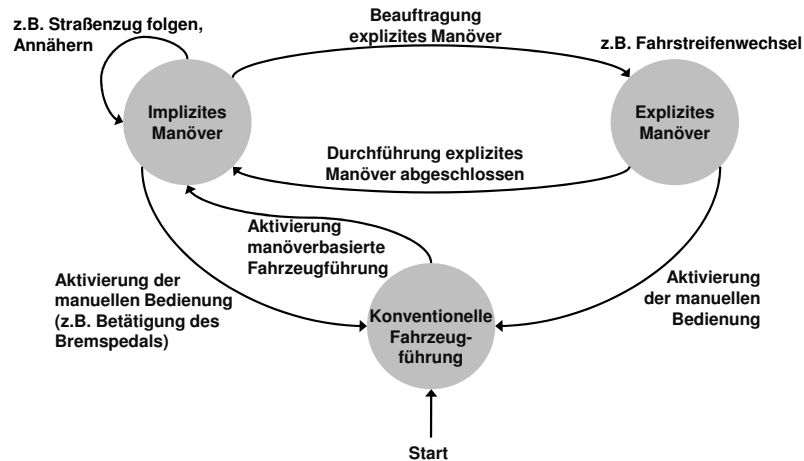 z.B. Straßenzug folgen,
Annähern
Beauftragung
explizites Manöver
z.B. Fahrstreifenwechsel
Implizites
Manöver
Explizites
Manöver
Durchführung explizites
Manöver abgeschlossen
Aktivierung
manöverbasierte
Fahrzeugführung
Aktivierung der
manuellen Bedienung
(z.B. Betätigung des
Bremspedals)
Aktivierung
der manuellen
Bedienung
Konventionelle
Fahrzeug-
führung
Start